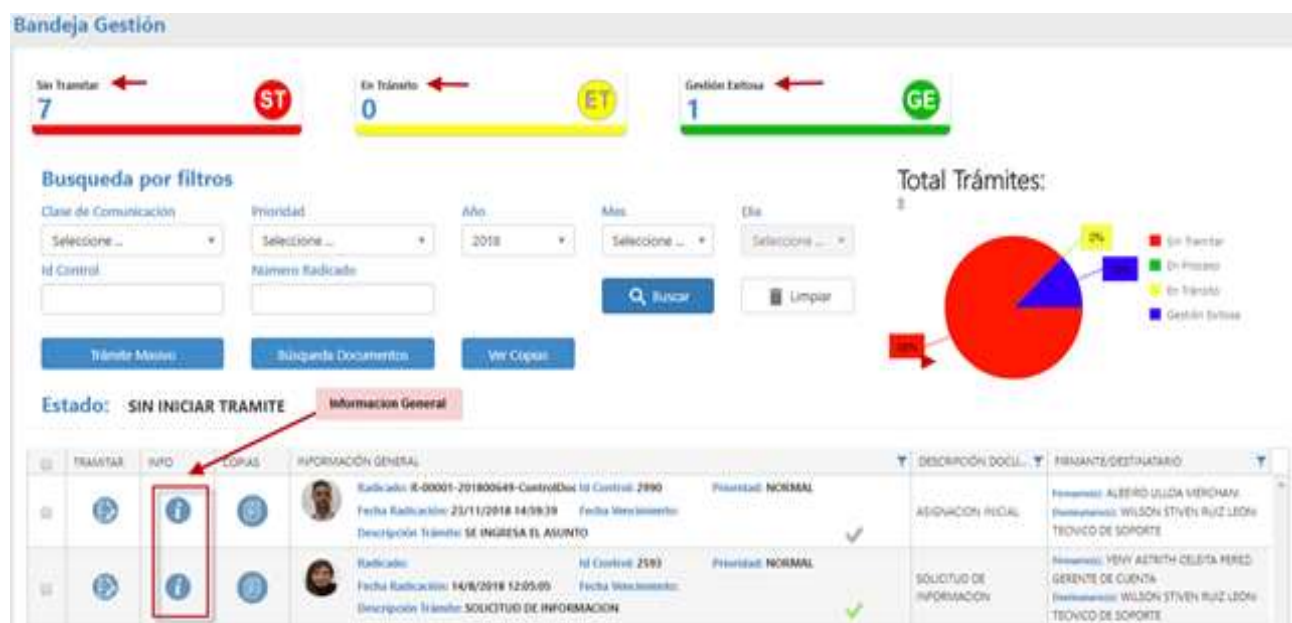 Bandeja Gestión
Sin Tramitar
7
ST
En Tránsito
0
ET
Gestión Exitosa
1
GE
Busqueda por filtros
Total Trámites:
8
Clase de Comunicación Prioridad Año Mes Día
Seleccione ... Seleccione ... 2018 Seleccione ... Seleccione ...
Id Control Número Radicado
Buscar Limpiar
0%
Sin Tramitar
En Proceso
En Tránsito
Gestión Exitosa
Trámite Masivo Búsqueda Documentos Ver Copias
Estado: SIN INICIAR TRAMITE
Informacion General
TRAMITAR INFO COPIAS INFORMACIÓN GENERAL DESCRIPCIÓN DOCU... FIRMANTE/DESTINATARIO
Radicado: R-00001-201800649-ControlDoc Id Control: 2990 Prioridad: NORMAL
Fecha Radicación: 23/11/2018 14:59:39 Fecha Vencimiento:
Descripción Trámite: SE INGRESA EL ASUNTO
ASIGNACION INICIAL
Firmante(s): ALBEIRO ULLOA MERCHAN
Destinatario(s): WILSON STIVEN RUIZ LEON-
TECNICO DE SOPORTE
Radicado: Id Control: 2593 Prioridad: NORMAL
Fecha Radicación: 14/8/2018 12:05:05 Fecha Vencimiento:
Descripción Trámite: SOLICITUD DE INFORMACION
SOLICITUD DE
INFORMACION
Firmante(s): YENY ASTRITH CELEITA PEREZ-
GERENTE DE CUENTA
Destinatario(s): WILSON STIVEN RUIZ LEON-
TECNICO DE SOPORTE